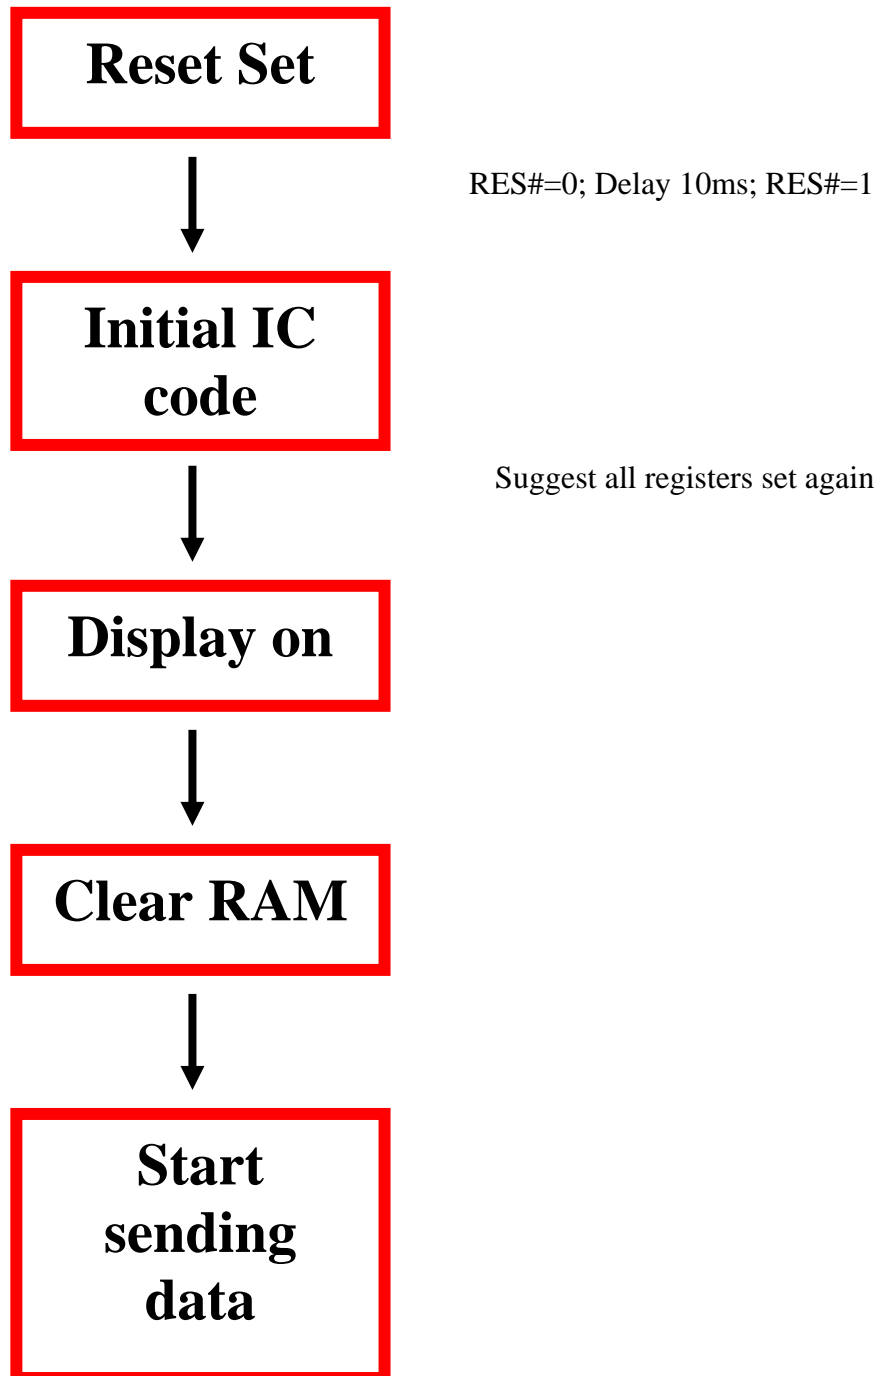 Reset Set
RES#=0; Delay 10ms; RES#=1
Initial IC
code
Suggest all registers set again
Display on
Clear RAM
Start
sending
data